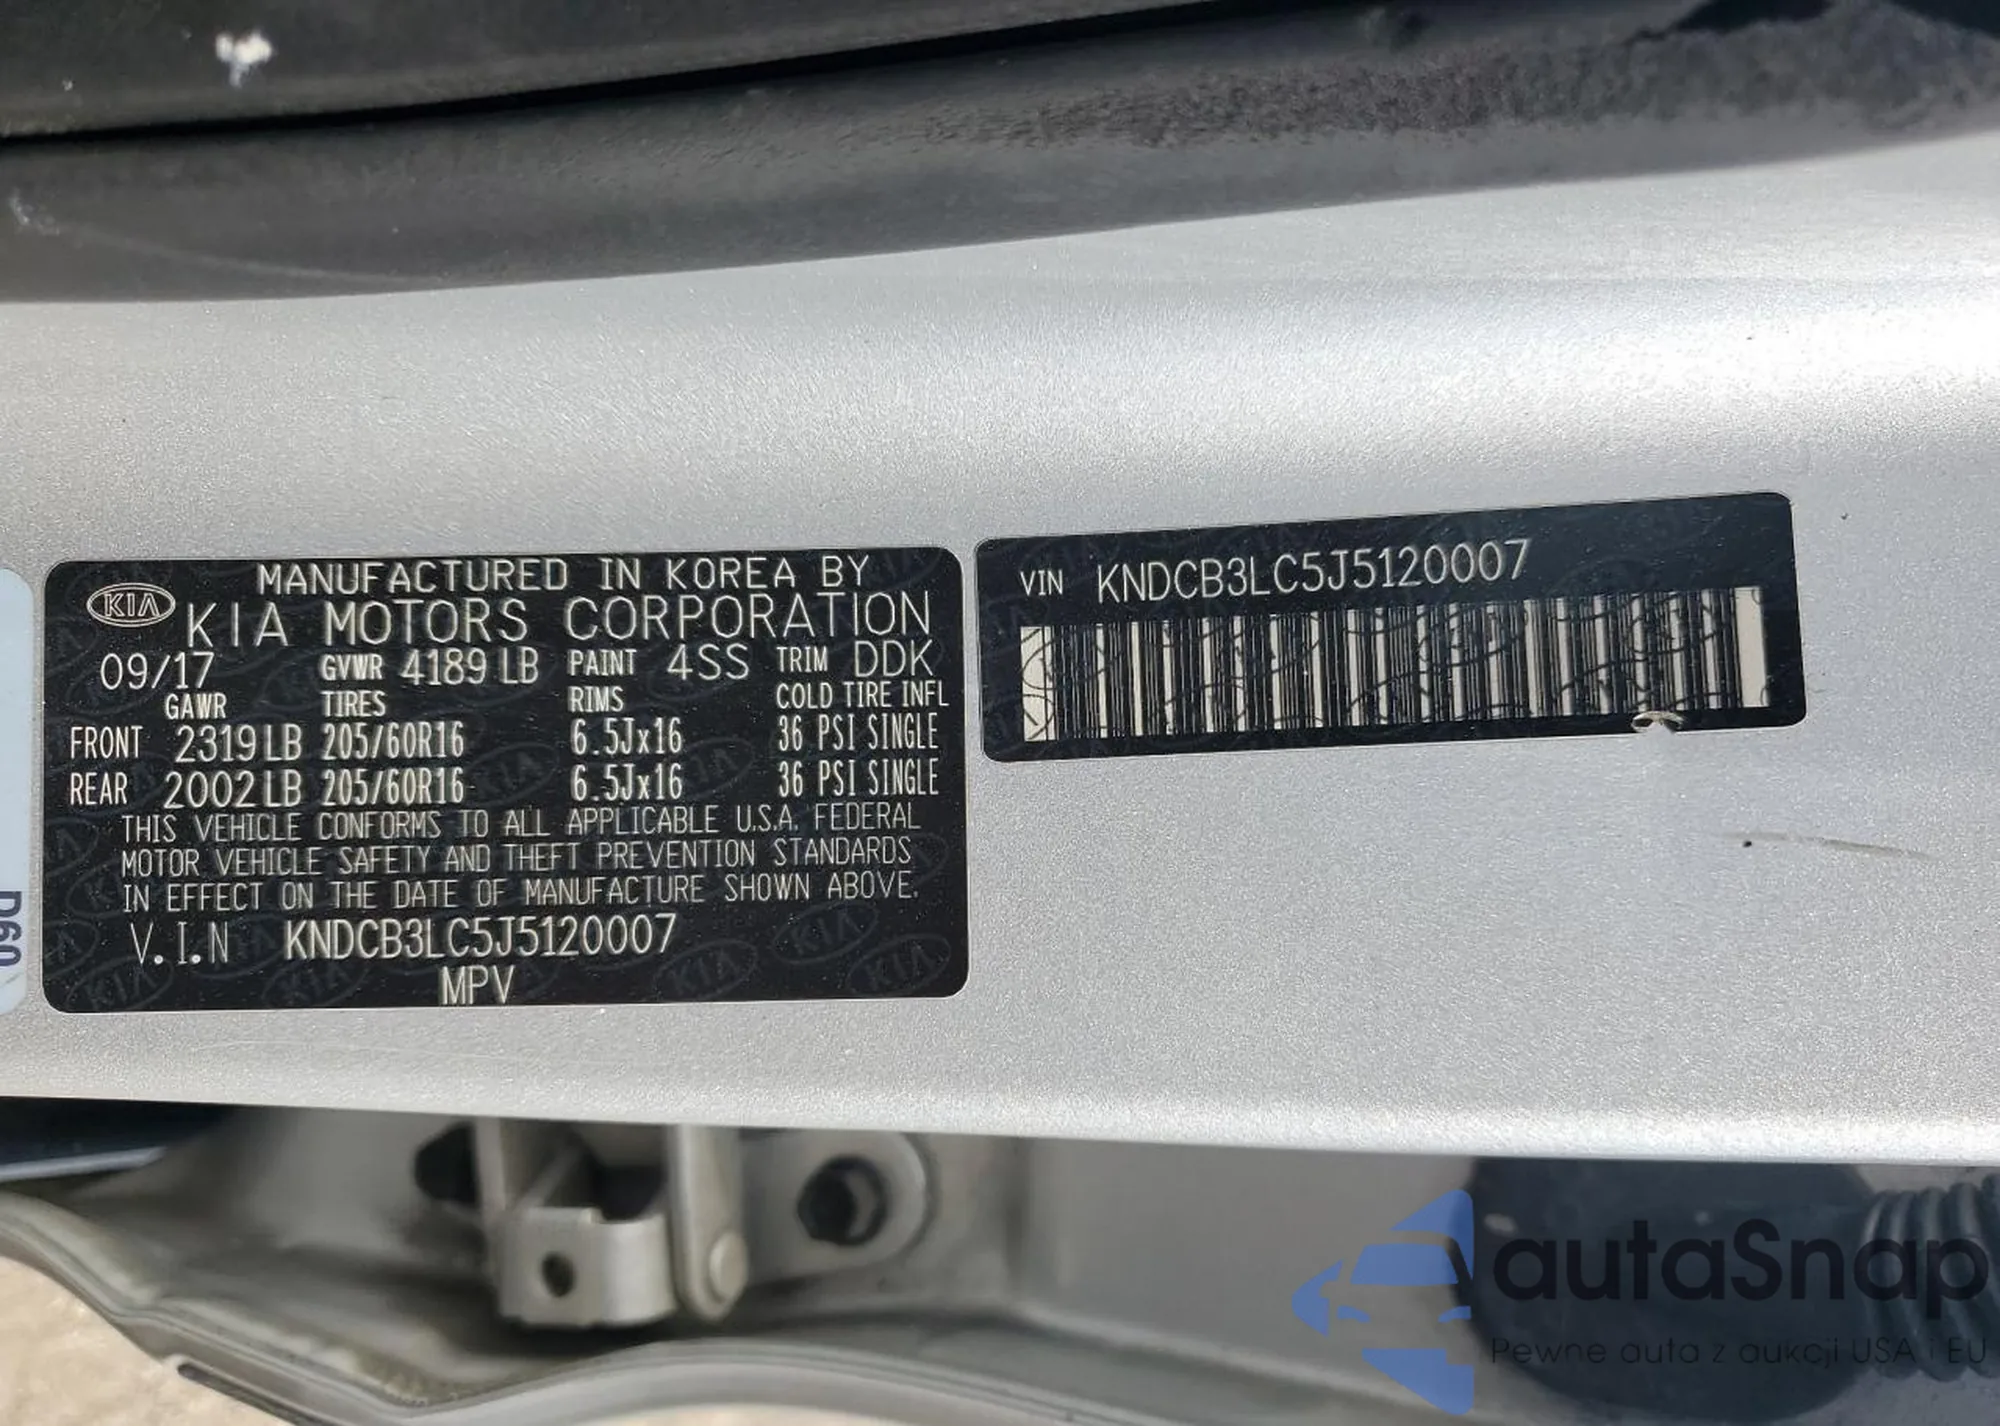 MANUFACTURED IN KOREA BY
KIA KIA MOTORS CORPORATION
09/17 GVWR 4189 LB PAINT 4SS TRIM DDK
GAWR TIRES RIMS COLD TIRE INFL
FRONT 2319 LB 205/60R16 6.5Jx16 36 PSI SINGLE
REAR 2002 LB 205/60R16 6.5Jx16 36 PSI SINGLE
THIS VEHICLE CONFORMS TO ALL APPLICABLE U.S.A. FEDERAL
MOTOR VEHICLE SAFETY AND THEFT PREVENTION STANDARDS
IN EFFECT ON THE DATE OF MANUFACTURE SHOWN ABOVE.
V.I.N KNDCB3LC5J5120007
MPV
VIN KNDCB3LC5J5120007
D60
autaSnap
Pewne auta z aukcji USA i EU